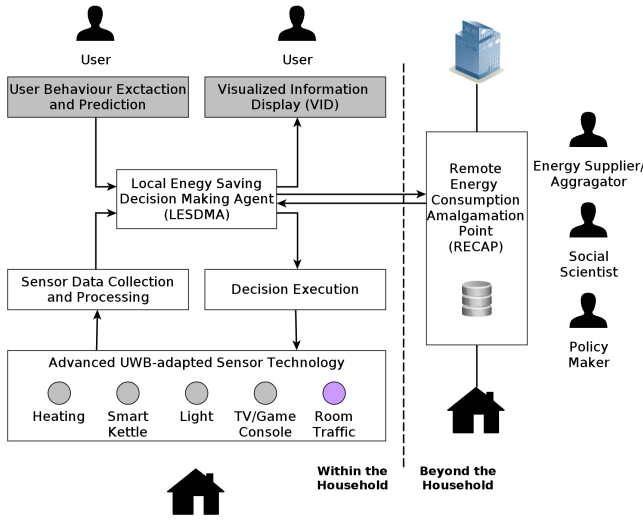 User
User
User Behaviour Exctaction
and Prediction
Visualized Information
Display (VID)
Local Enegy Saving
Decision Making Agent
(LESDMA)
Sensor Data Collection
and Processing
Decision Execution
Advanced UWB-adapted Sensor Technology
Heating
Smart
Kettle
Light
TV/Game
Console
Room
Traffic
Within the
Household
Beyond the
Household
Remote
Energy
Consumption
Amalgamation
Point
(RECAP)
Energy Supplier/
Aggragator
Social
Scientist
Policy
Maker